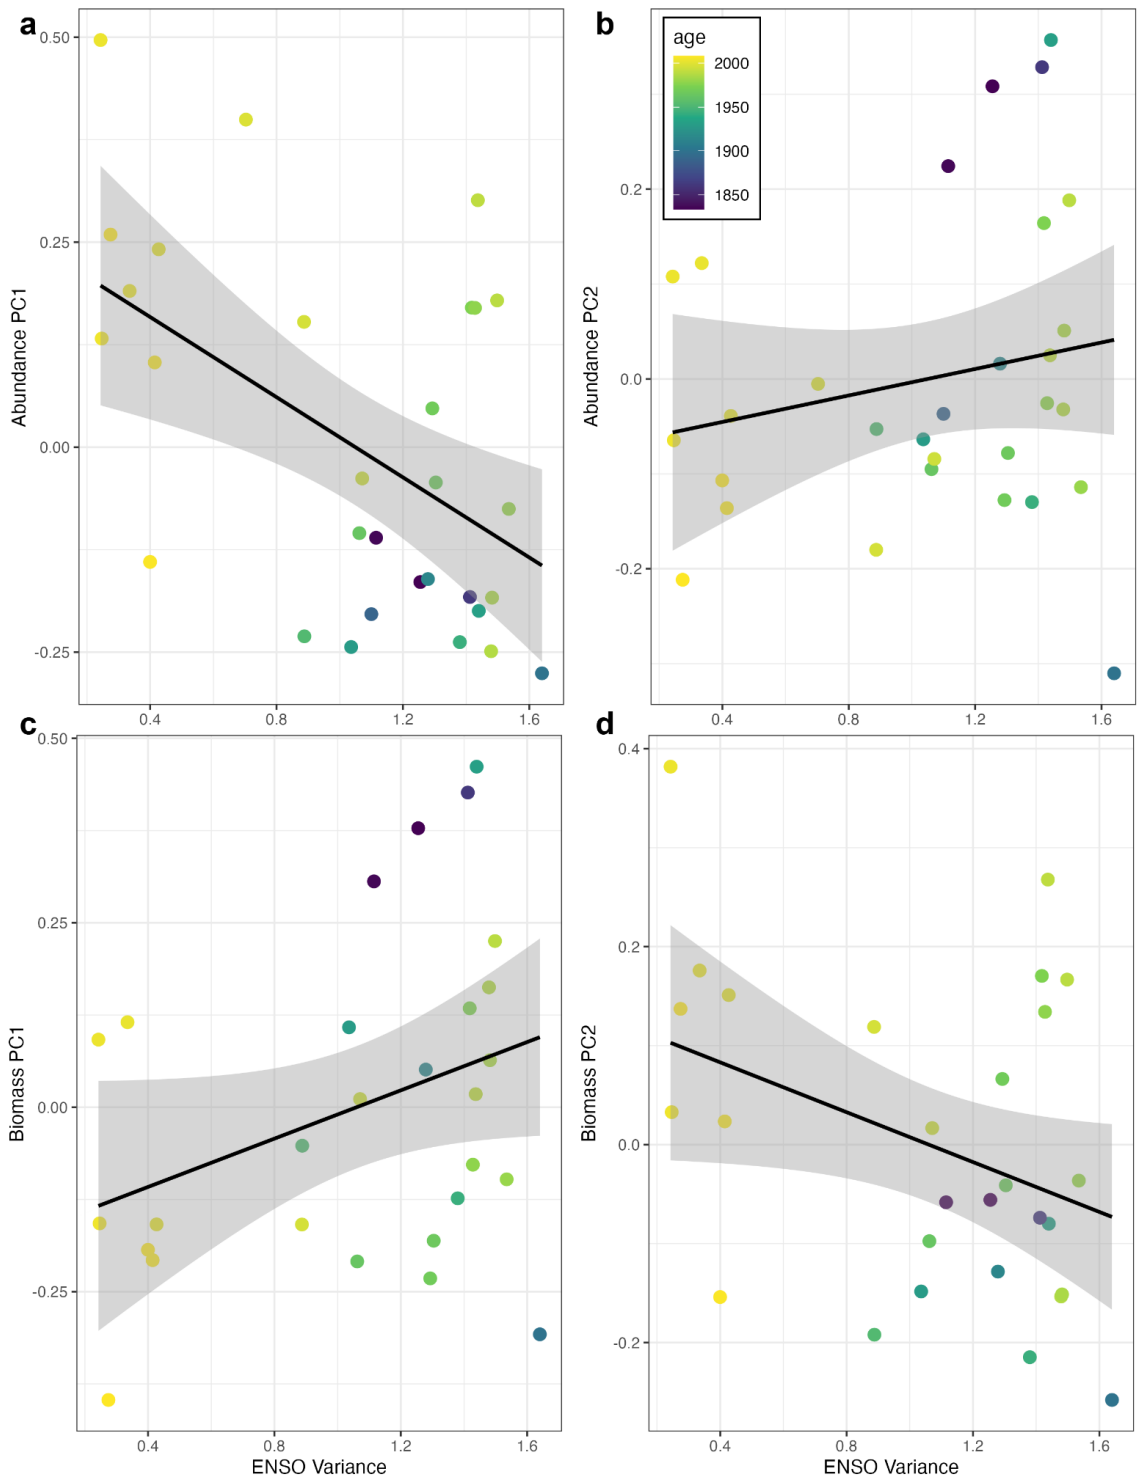 a
0.50
0.25
0.00
-0.25
Abundance PC1
0.4 0.8 1.2 1.6
b
age
2000
1950
1900
1850
0.2
0.0
-0.2
Abundance PC2
0.4 0.8 1.2 1.6
c
0.50
0.25
0.00
-0.25
Biomass PC1
0.4 0.8 1.2 1.6
ENSO Variance
d
0.4
0.2
0.0
-0.2
Biomass PC2
0.4 0.8 1.2 1.6
ENSO Variance